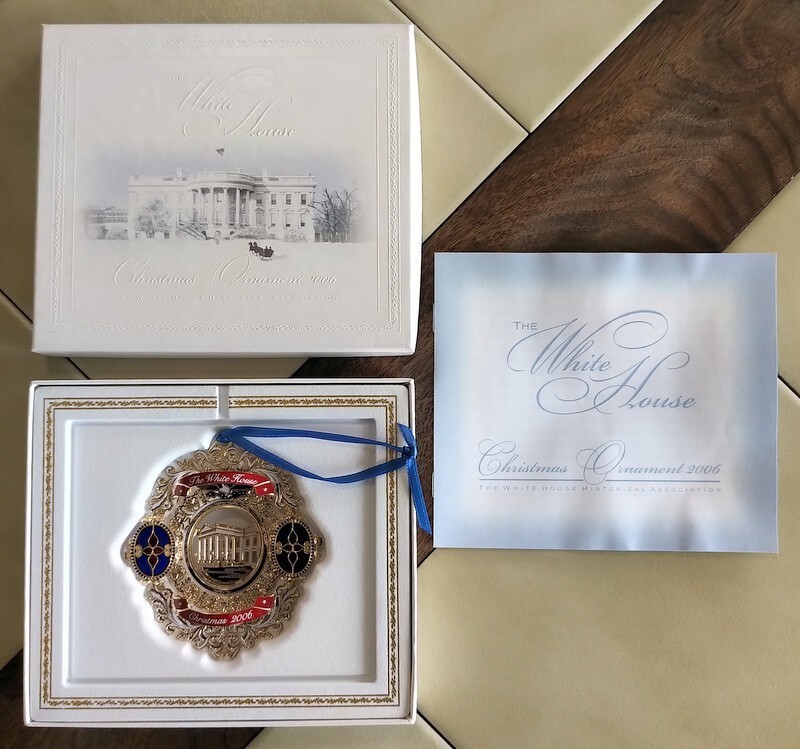 THE
White
House
Christmas Ornament 2006
THE WHITE HOUSE HISTORICAL ASSOCIATION
The White House
Christmas 2006
THE
White
House
Christmas Ornament 2006
THE WHITE HOUSE HISTORICAL ASSOCIATION